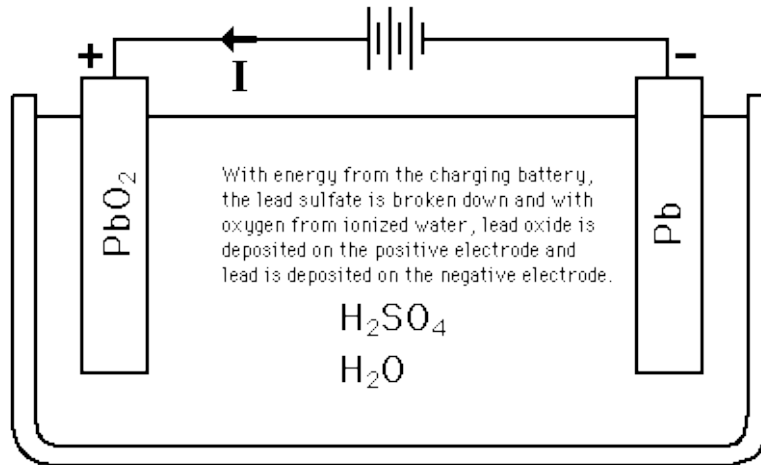 + −
I
PbO₂
Pb
With energy from the charging battery,
the lead sulfate is broken down and with
oxygen from ionized water, lead oxide is
deposited on the positive electrode and
lead is deposited on the negative electrode.
H₂SO₄
H₂O